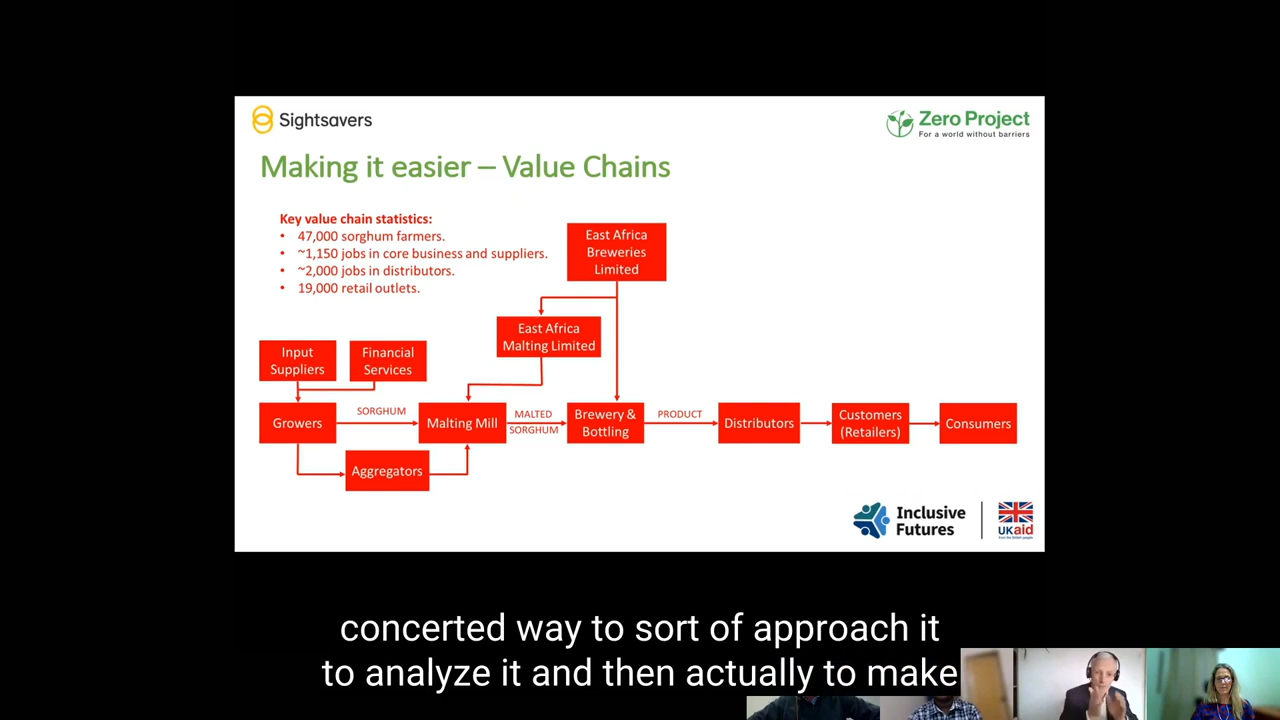 Sightsavers
Zero Project
For a world without barriers
Making it easier – Value Chains
Key value chain statistics:
• 47,000 sorghum farmers.
• ~1,150 jobs in core business and suppliers.
• ~2,000 jobs in distributors.
• 19,000 retail outlets.
East Africa
Breweries
Limited
East Africa
Malting Limited
Input
Suppliers
Financial
Services
Growers
SORGHUM
Malting Mill
MALTED
SORGHUM
Brewery &
Bottling
PRODUCT
Distributors
Customers
(Retailers)
Consumers
Aggregators
Inclusive
Futures
UKaid
from the British people
concerted way to sort of approach it
to analyze it and then actually to make